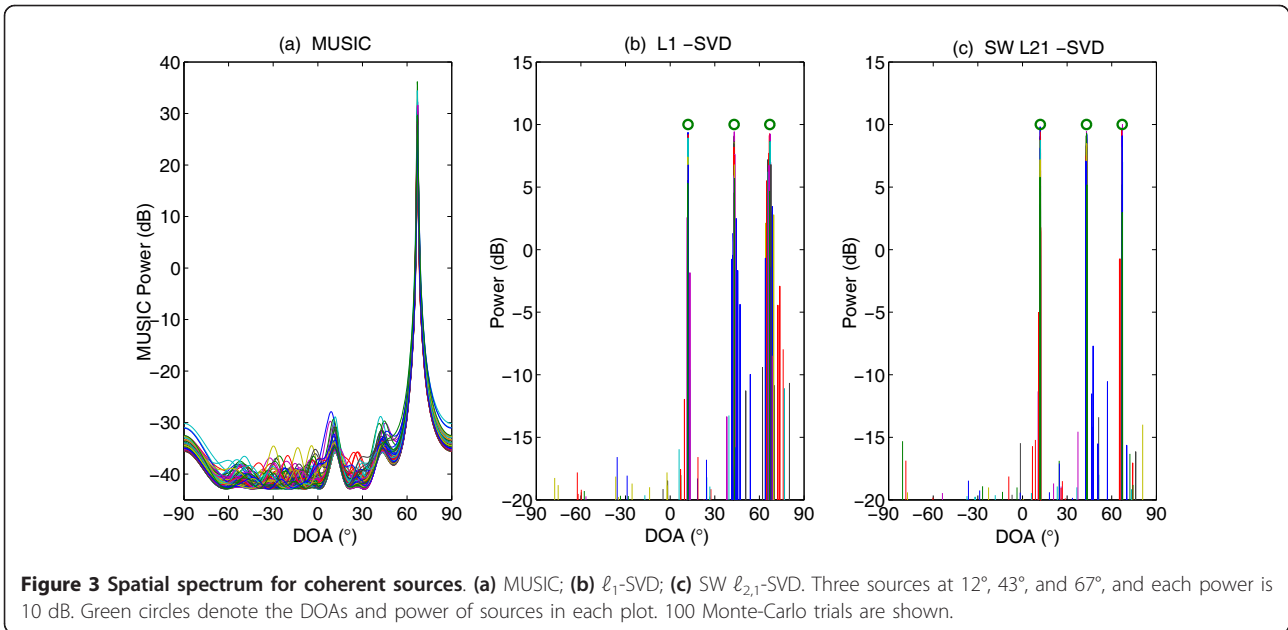 (a) MUSIC
40
30
20
10
0
−10
−20
−30
−40
MUSIC Power (dB)
−90 −60 −30 0 30 60 90
DOA (°)
(b) L1 −SVD
15
10
5
0
−5
−10
−15
−20
Power (dB)
−90 −60 −30 0 30 60 90
DOA (°)
(c) SW L21 −SVD
15
10
5
0
−5
−10
−15
−20
Power (dB)
−90 −60 −30 0 30 60 90
DOA (°)
Figure 3 Spatial spectrum for coherent sources. (a) MUSIC; (b) ℓ1-SVD; (c) SW ℓ2,1-SVD. Three sources at 12°, 43°, and 67°, and each power is
10 dB. Green circles denote the DOAs and power of sources in each plot. 100 Monte-Carlo trials are shown.